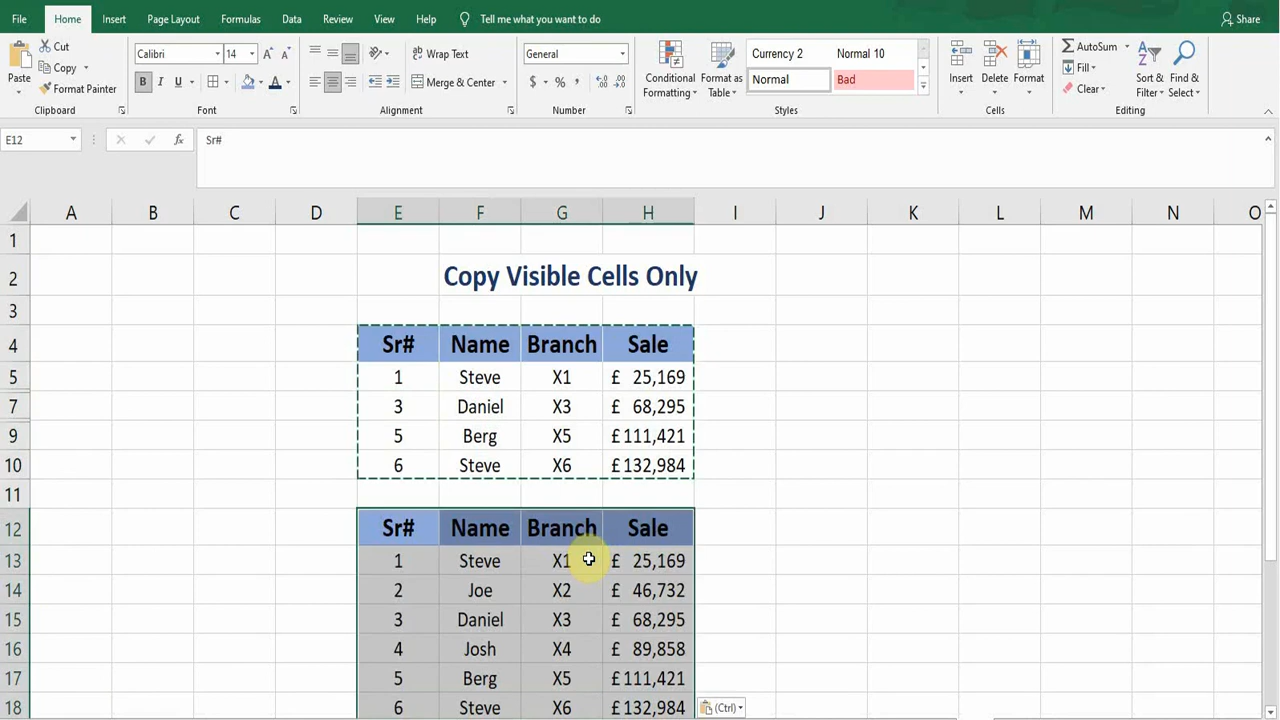 File Home Insert Page Layout Formulas Data Review View Help Tell me what you want to do Share
Paste Cut Calibri 14 A A Wrap Text General Conditional Formatting Format as Table Currency 2 Normal 10 Insert Delete Format AutoSum Sort & Filter Find & Select
Copy B I U A Merge & Center $ % , Normal Bad Fill
Format Painter Clear
Clipboard Font Alignment Number Styles Cells Editing
E12 fx Sr#
A B C D E F G H I J K L M N O
1
2 Copy Visible Cells Only
3
4 Sr# Name Branch Sale
5 1 Steve X1 £ 25,169
7 3 Daniel X3 £ 68,295
9 5 Berg X5 £111,421
10 6 Steve X6 £132,984
11
12 Sr# Name Branch Sale
13 1 Steve X1 £ 25,169
14 2 Joe X2 £ 46,732
15 3 Daniel X3 £ 68,295
16 4 Josh X4 £ 89,858
17 5 Berg X5 £111,421
18 6 Steve X6 £132,984 (Ctrl)